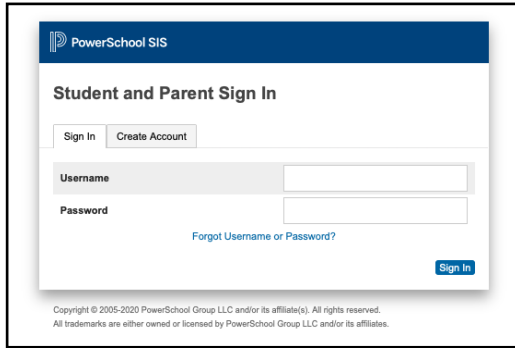 PowerSchool SIS
Student and Parent Sign In
Sign In Create Account
Username
Password
Forgot Username or Password?
Sign In
Copyright © 2005-2020 PowerSchool Group LLC and/or its affiliate(s). All rights reserved.
All trademarks are either owned or licensed by PowerSchool Group LLC and/or its affiliates.